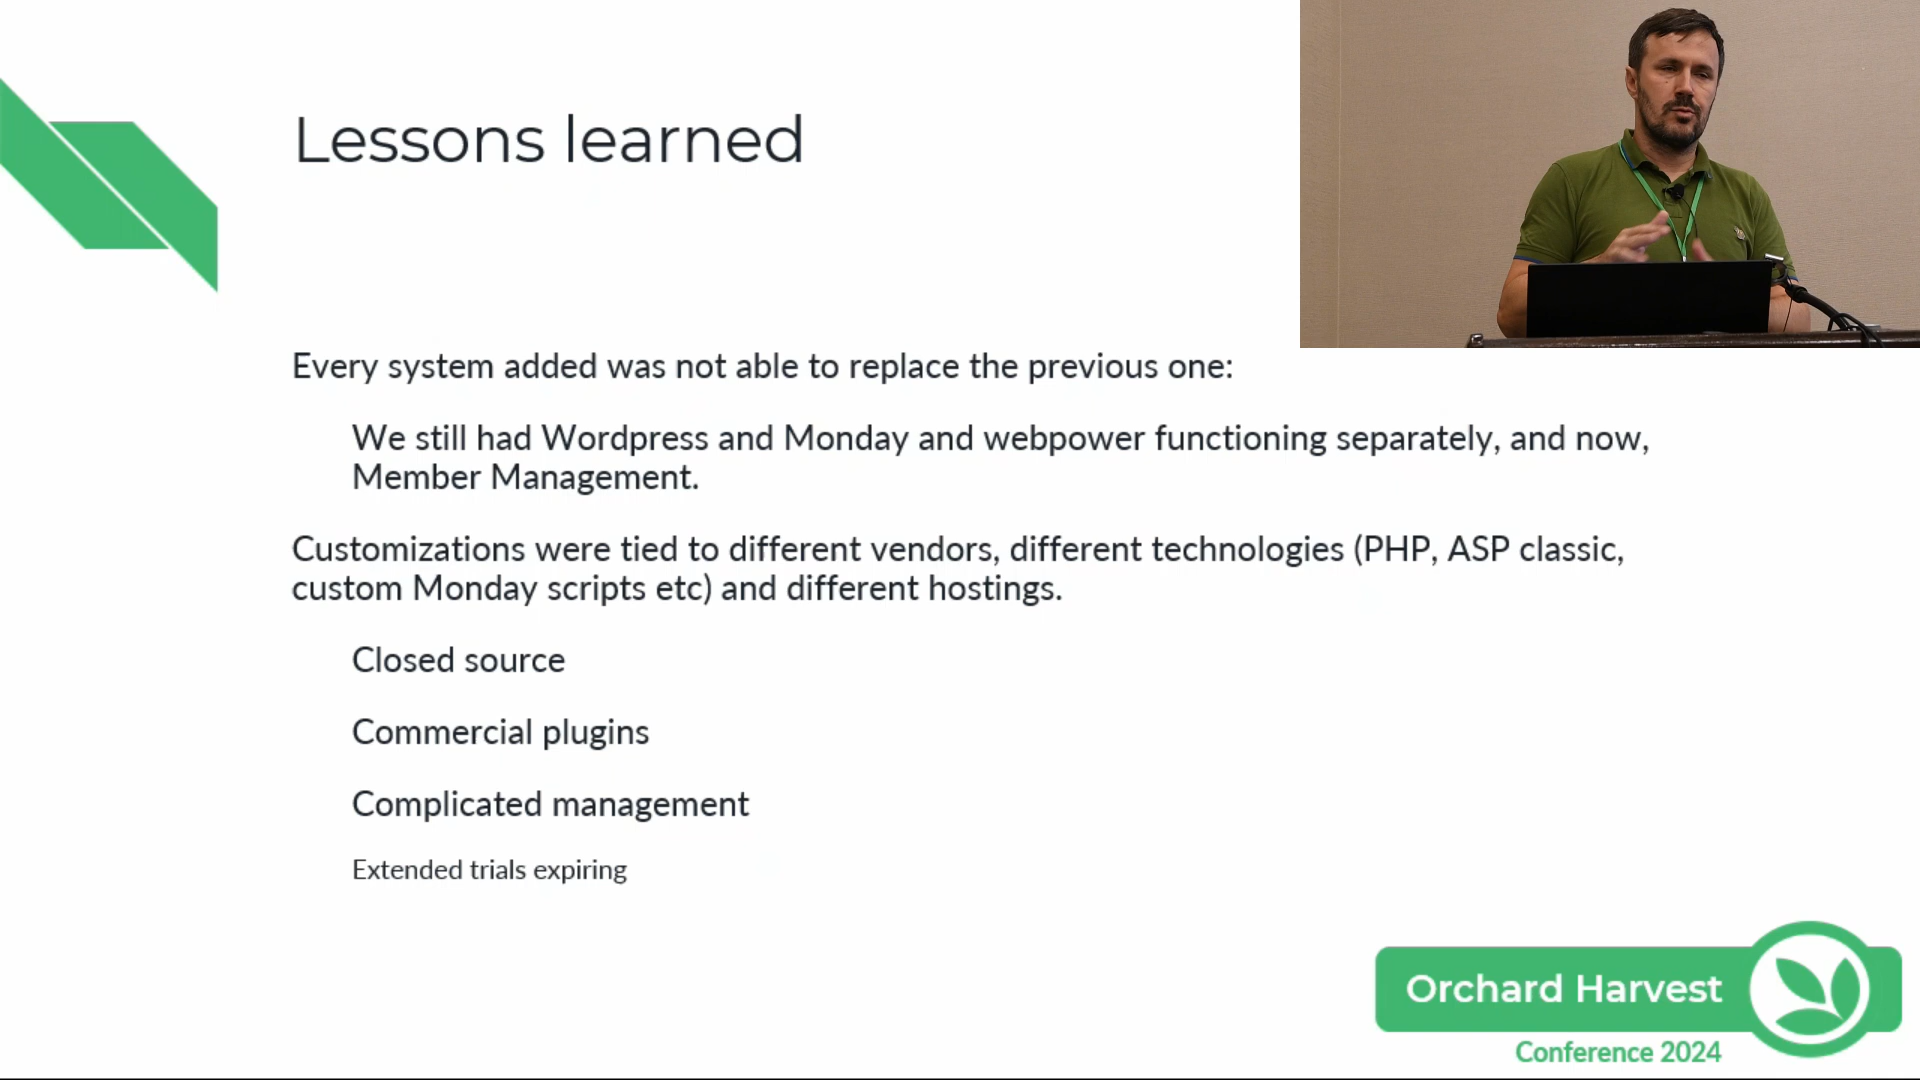 Lessons learned
Every system added was not able to replace the previous one:
We still had Wordpress and Monday and webpower functioning separately, and now,
Member Management.
Customizations were tied to different vendors, different technologies (PHP, ASP classic,
custom Monday scripts etc) and different hostings.
Closed source
Commercial plugins
Complicated management
Extended trials expiring
Orchard Harvest
Conference 2024